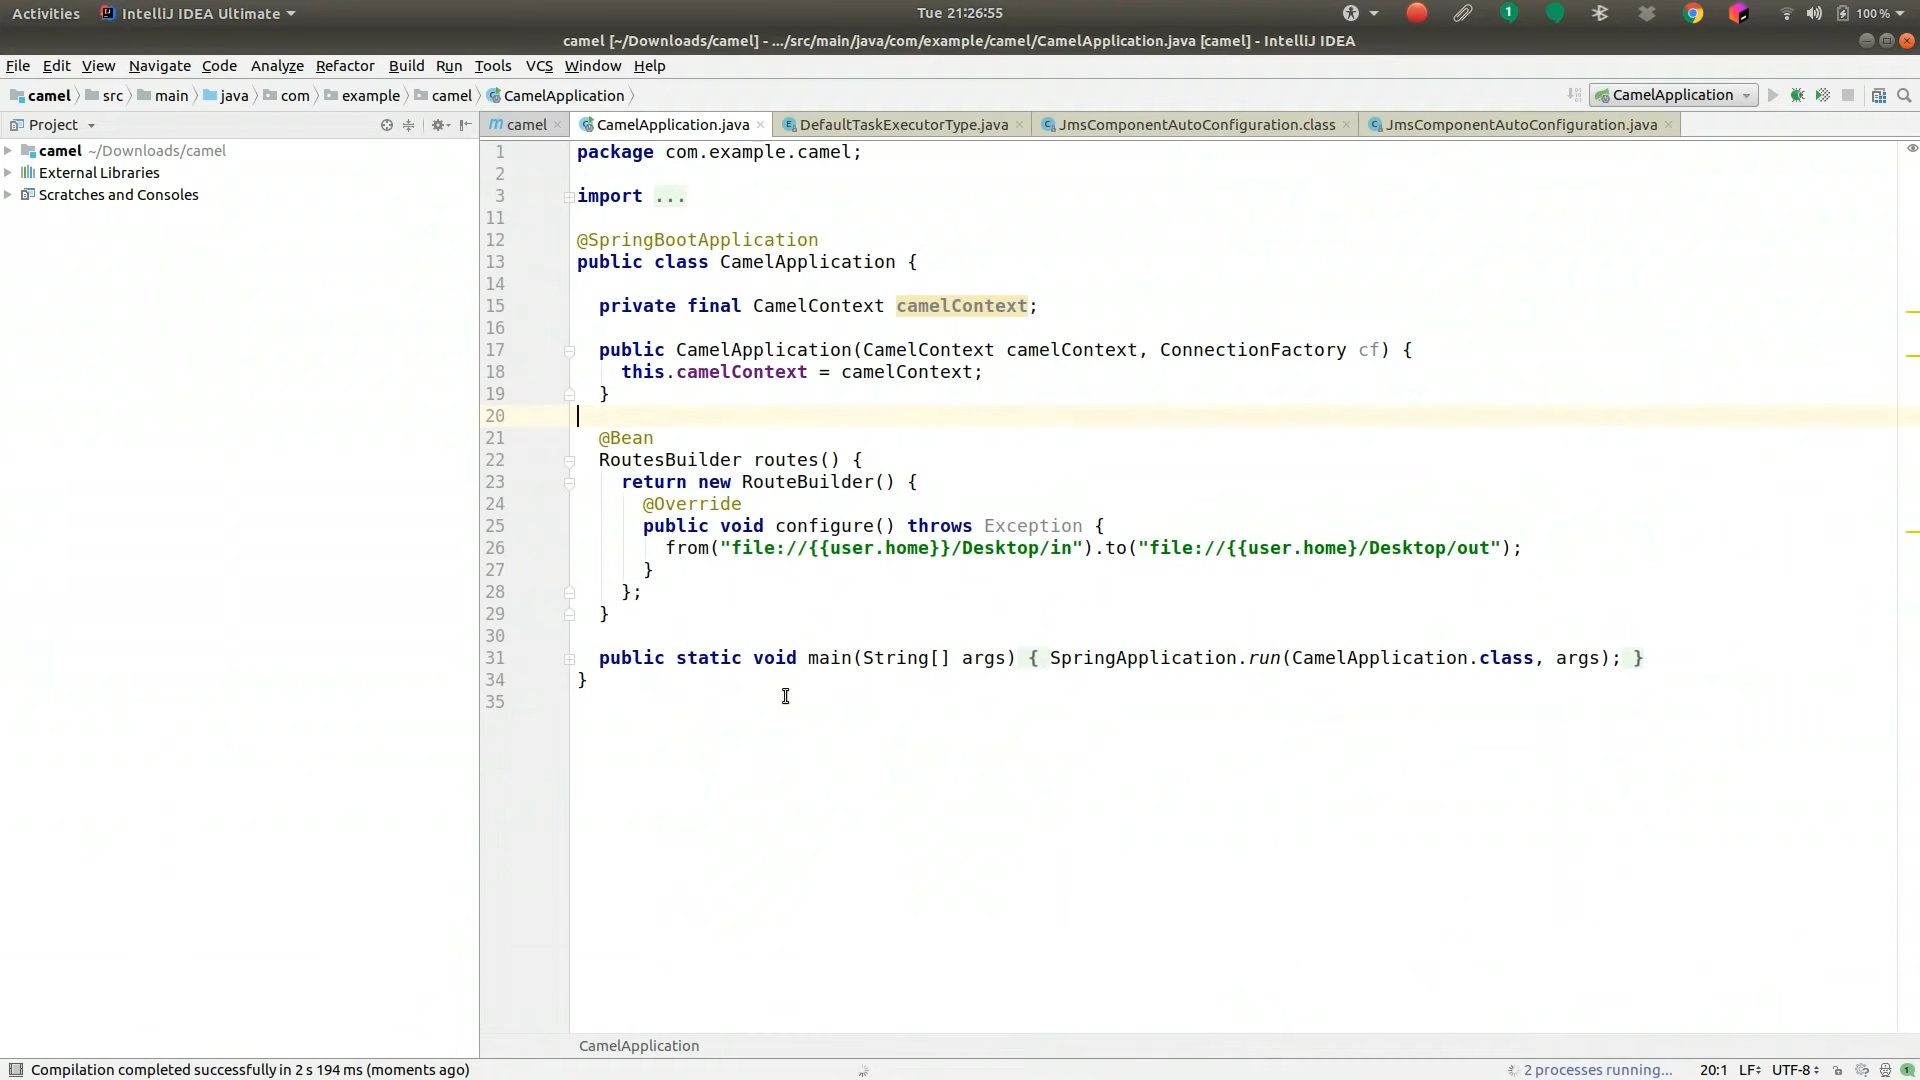 Activities IntelliJ IDEA Ultimate Tue 21:26:55 1 100 %
camel [~/Downloads/camel] - .../src/main/java/com/example/camel/CamelApplication.java [camel] - IntelliJ IDEA
File Edit View Navigate Code Analyze Refactor Build Run Tools VCS Window Help
camel src main java com example camel CamelApplication CamelApplication
Project m camel CamelApplication.java DefaultTaskExecutorType.java JmsComponentAutoConfiguration.class JmsComponentAutoConfiguration.java
camel ~/Downloads/camel
External Libraries
Scratches and Consoles
1 package com.example.camel;
2
3 import ...
11
12 @SpringBootApplication
13 public class CamelApplication {
14
15 private final CamelContext camelContext;
16
17 public CamelApplication(CamelContext camelContext, ConnectionFactory cf) {
18 this.camelContext = camelContext;
19 }
20
21 @Bean
22 RoutesBuilder routes() {
23 return new RouteBuilder() {
24 @Override
25 public void configure() throws Exception {
26 from("file://{{user.home}}/Desktop/in").to("file://{{user.home}/Desktop/out");
27 }
28 };
29 }
30
31 public static void main(String[] args) { SpringApplication.run(CamelApplication.class, args); }
34 }
35
CamelApplication
Compilation completed successfully in 2 s 194 ms (moments ago) 2 processes running... 20:1 LF UTF-8 1